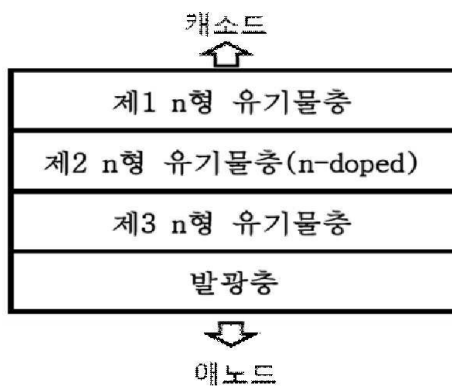 캐소드
제1 n형 유기물층
제2 n형 유기물층(n-doped)
제3 n형 유기물층
발광층
애노드